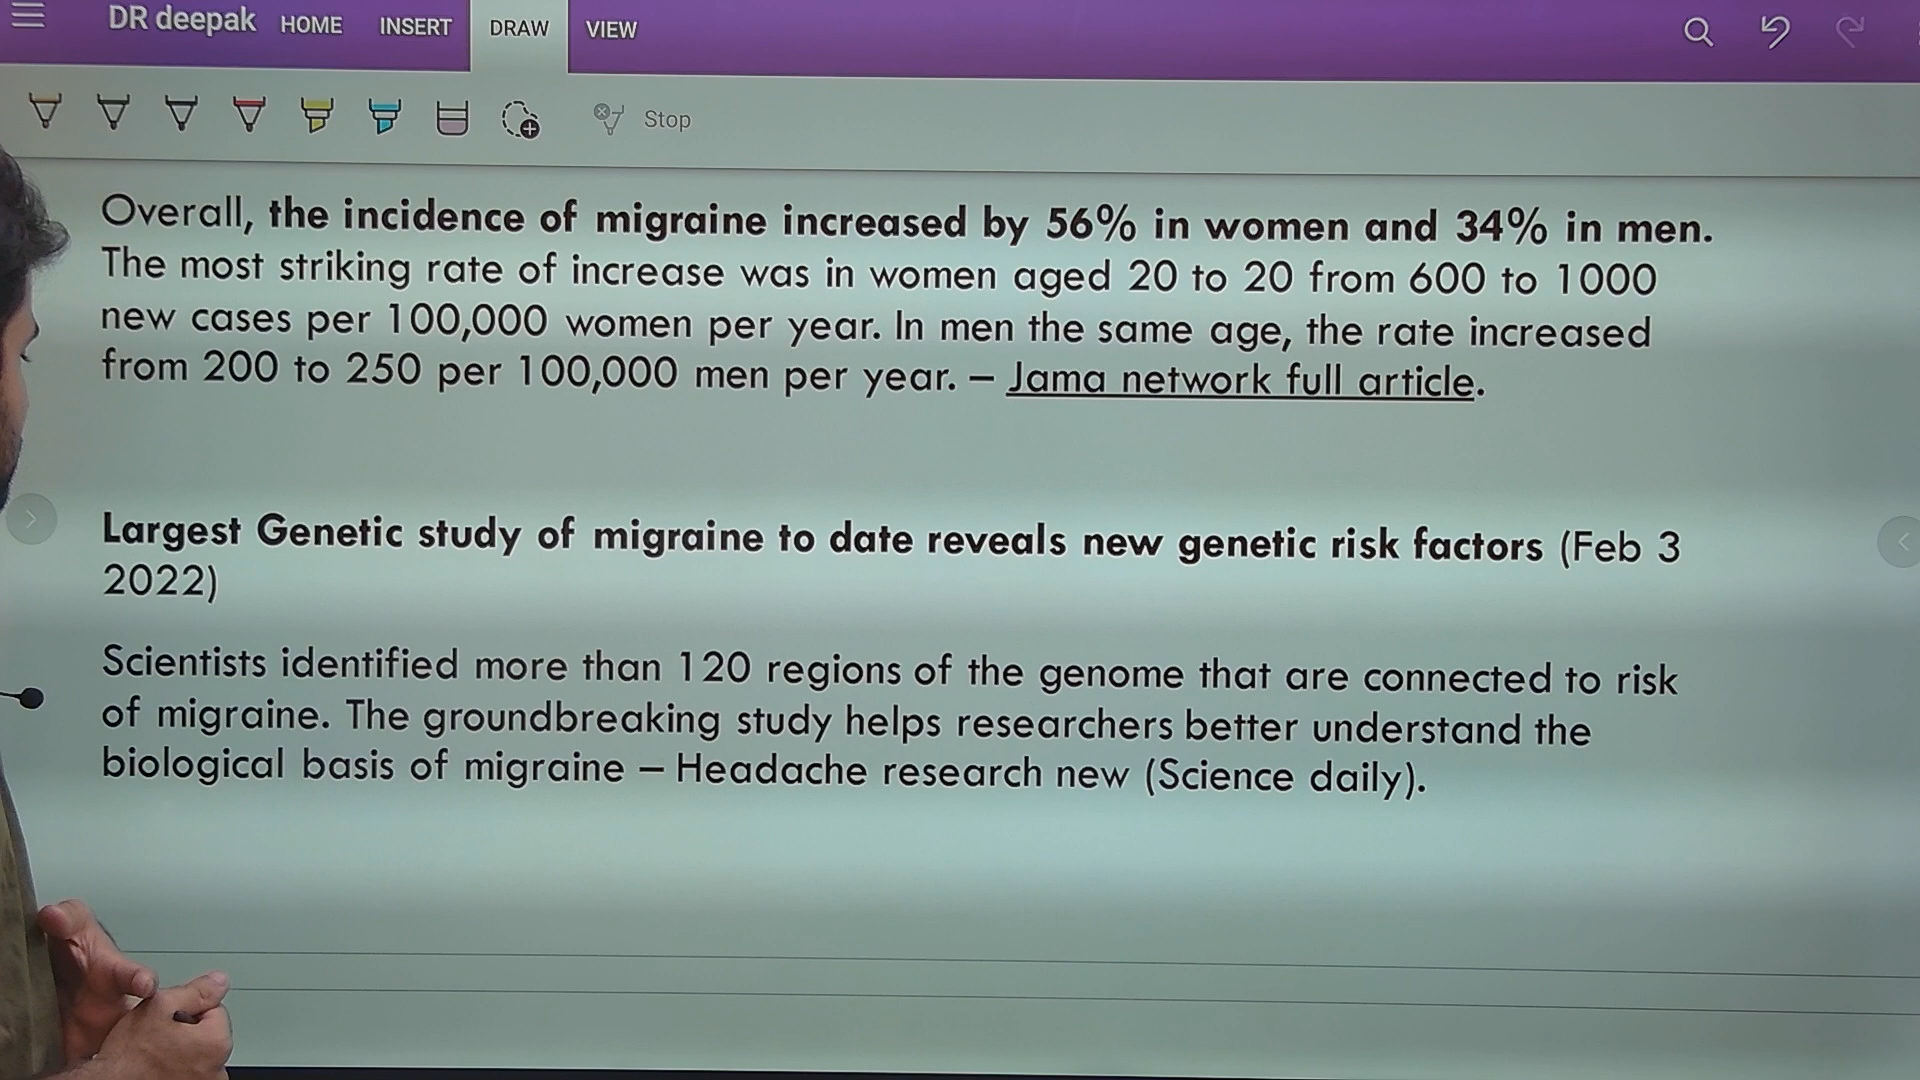 DR deepak HOME INSERT DRAW VIEW
Stop
Overall, the incidence of migraine increased by 56% in women and 34% in men.
The most striking rate of increase was in women aged 20 to 20 from 600 to 1000
new cases per 100,000 women per year. In men the same age, the rate increased
from 200 to 250 per 100,000 men per year. – Jama network full article.
Largest Genetic study of migraine to date reveals new genetic risk factors (Feb 3
2022)
Scientists identified more than 120 regions of the genome that are connected to risk
of migraine. The groundbreaking study helps researchers better understand the
biological basis of migraine – Headache research new (Science daily).